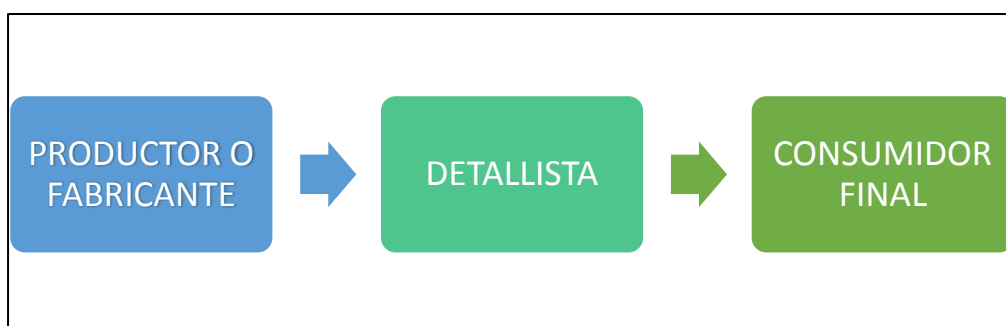 PRODUCTOR O
FABRICANTE
DETALLISTA
CONSUMIDOR
FINAL